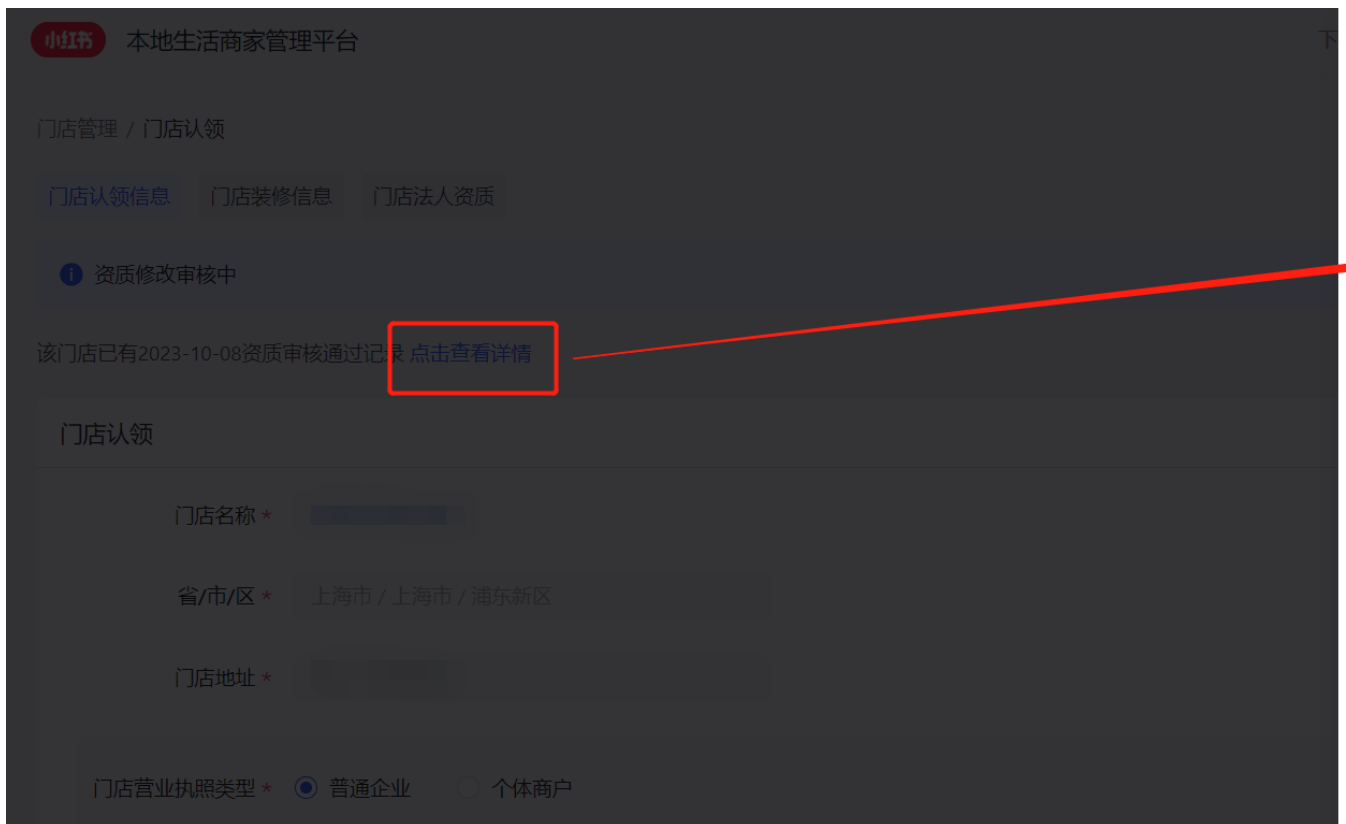 小红书 本地生活商家管理平台 下
门店管理 / 门店认领
门店认领信息 门店装修信息 门店法人资质
资质修改审核中
该门店已有2023-10-08资质审核通过记录 点击查看详情
门店认领
门店名称 *
省/市/区 * 上海市 / 上海市 / 浦东新区
门店地址 *
门店营业执照类型 * 普通企业 个体商户